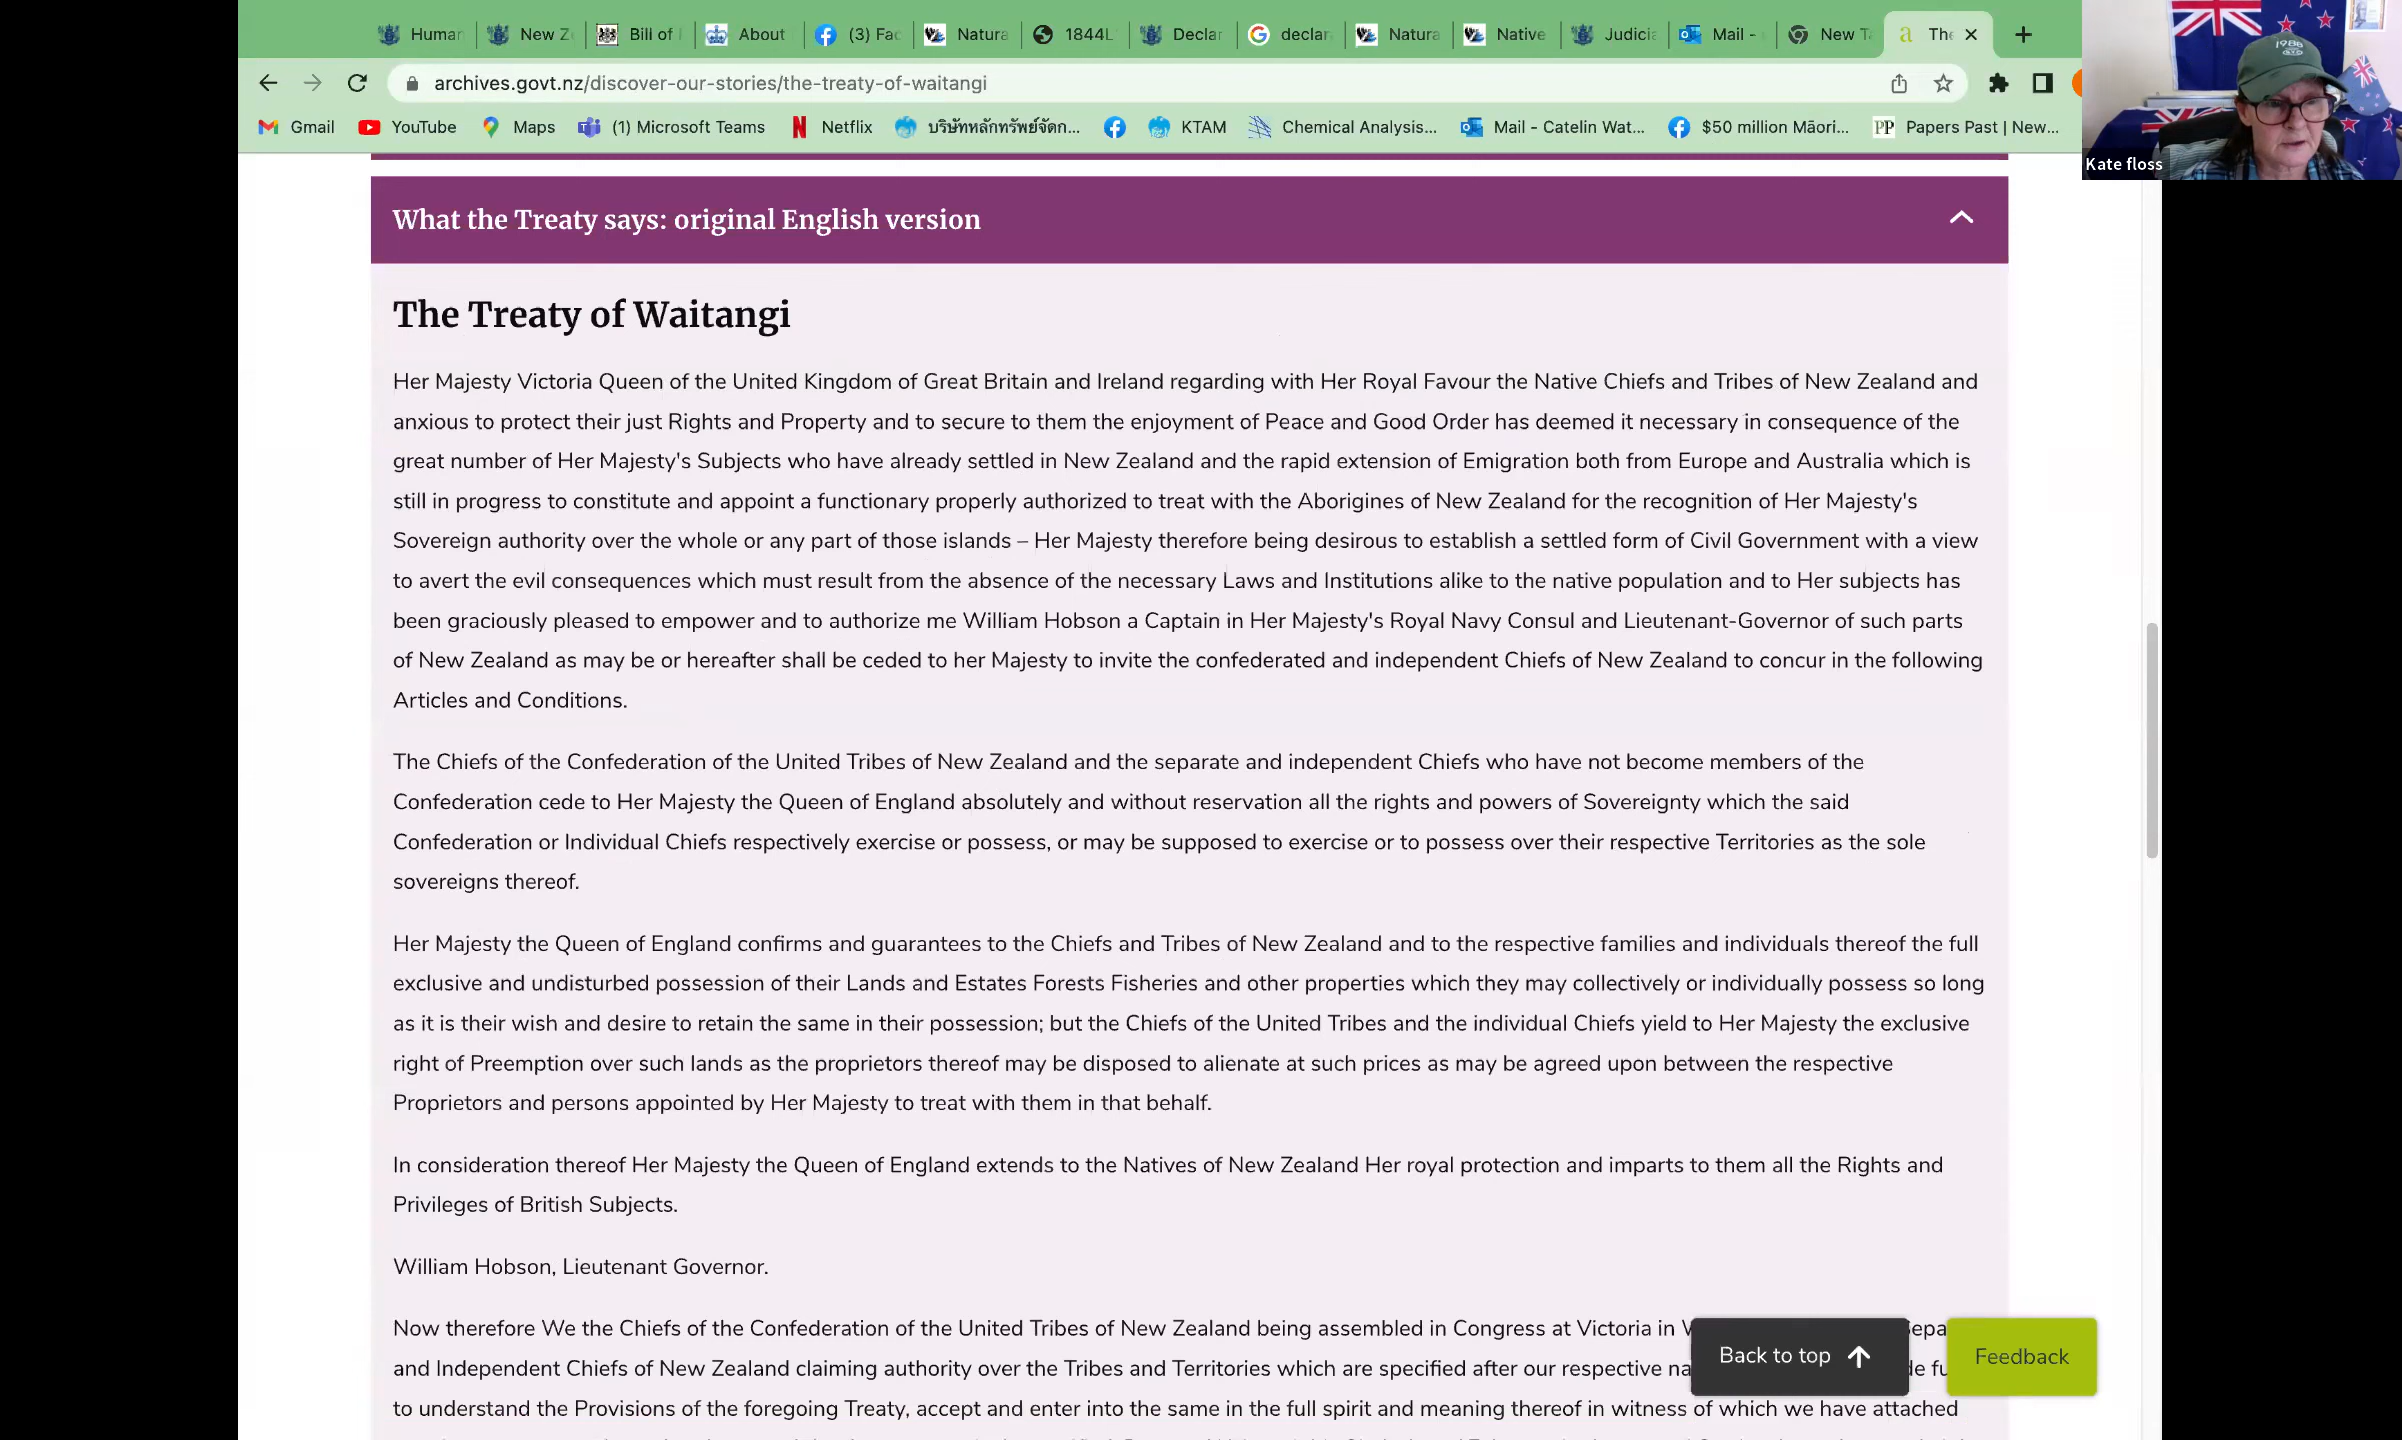 Human
New Z
Bill of
About
(3) Fac
Natura
1844L
Declar
declar
Natura
Native
Judicia
Mail -
New Ta
The
archives.govt.nz/discover-our-stories/the-treaty-of-waitangi
Gmail
YouTube
Maps
(1) Microsoft Teams
Netflix
บริษัทหลักทรัพย์จัดก...
KTAM
Chemical Analysis...
Mail - Catelin Wat...
$50 million Māori...
Papers Past | New...
1986
Kate floss
What the Treaty says: original English version
The Treaty of Waitangi
Her Majesty Victoria Queen of the United Kingdom of Great Britain and Ireland regarding with Her Royal Favour the Native Chiefs and Tribes of New Zealand and
anxious to protect their just Rights and Property and to secure to them the enjoyment of Peace and Good Order has deemed it necessary in consequence of the
great number of Her Majesty's Subjects who have already settled in New Zealand and the rapid extension of Emigration both from Europe and Australia which is
still in progress to constitute and appoint a functionary properly authorized to treat with the Aborigines of New Zealand for the recognition of Her Majesty's
Sovereign authority over the whole or any part of those islands – Her Majesty therefore being desirous to establish a settled form of Civil Government with a view
to avert the evil consequences which must result from the absence of the necessary Laws and Institutions alike to the native population and to Her subjects has
been graciously pleased to empower and to authorize me William Hobson a Captain in Her Majesty's Royal Navy Consul and Lieutenant-Governor of such parts
of New Zealand as may be or hereafter shall be ceded to her Majesty to invite the confederated and independent Chiefs of New Zealand to concur in the following
Articles and Conditions.
The Chiefs of the Confederation of the United Tribes of New Zealand and the separate and independent Chiefs who have not become members of the
Confederation cede to Her Majesty the Queen of England absolutely and without reservation all the rights and powers of Sovereignty which the said
Confederation or Individual Chiefs respectively exercise or possess, or may be supposed to exercise or to possess over their respective Territories as the sole
sovereigns thereof.
Her Majesty the Queen of England confirms and guarantees to the Chiefs and Tribes of New Zealand and to the respective families and individuals thereof the full
exclusive and undisturbed possession of their Lands and Estates Forests Fisheries and other properties which they may collectively or individually possess so long
as it is their wish and desire to retain the same in their possession; but the Chiefs of the United Tribes and the individual Chiefs yield to Her Majesty the exclusive
right of Preemption over such lands as the proprietors thereof may be disposed to alienate at such prices as may be agreed upon between the respective
Proprietors and persons appointed by Her Majesty to treat with them in that behalf.
In consideration thereof Her Majesty the Queen of England extends to the Natives of New Zealand Her royal protection and imparts to them all the Rights and
Privileges of British Subjects.
William Hobson, Lieutenant Governor.
Now therefore We the Chiefs of the Confederation of the United Tribes of New Zealand being assembled in Congress at Victoria in
and Independent Chiefs of New Zealand claiming authority over the Tribes and Territories which are specified after our respective
to understand the Provisions of the foregoing Treaty, accept and enter into the same in the full spirit and meaning thereof in witness of which we have attached
Back to top
Feedback